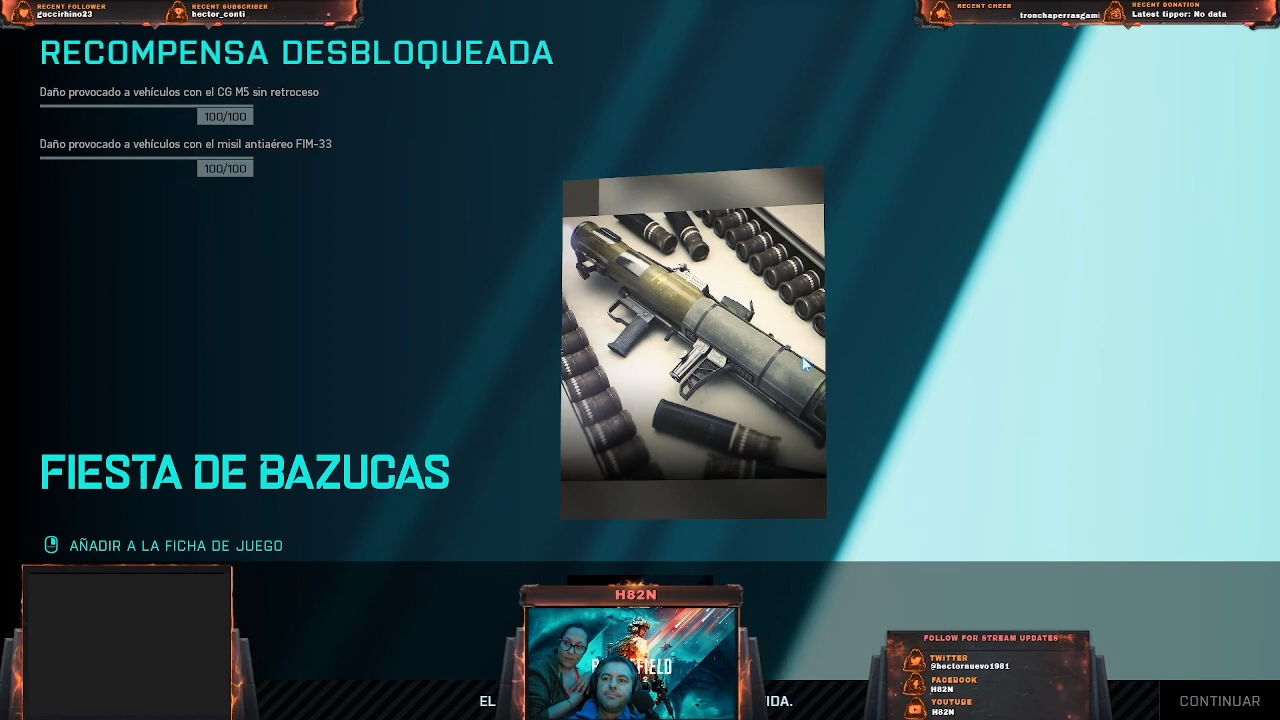 RECENT FOLLOWER
guccirhino23
RECENT SUBSCRIBER
hector_conti
RECENT CHEER
tronchaperrasgami
RECENT DONATION
Latest tipper: No data
RECOMPENSA DESBLOQUEADA
Daño provocado a vehículos con el CG M5 sin retroceso
100/100
Daño provocado a vehículos con el misil antiaéreo FIM-33
100/100
FIESTA DE BAZUCAS
AÑADIR A LA FICHA DE JUEGO
H82N
FOLLOW FOR STREAM UPDATES
TWITTER
@hectornuevo1981
FACEBOOK
H82N
YOUTUBE
H82N
EL
IDA.
CONTINUAR